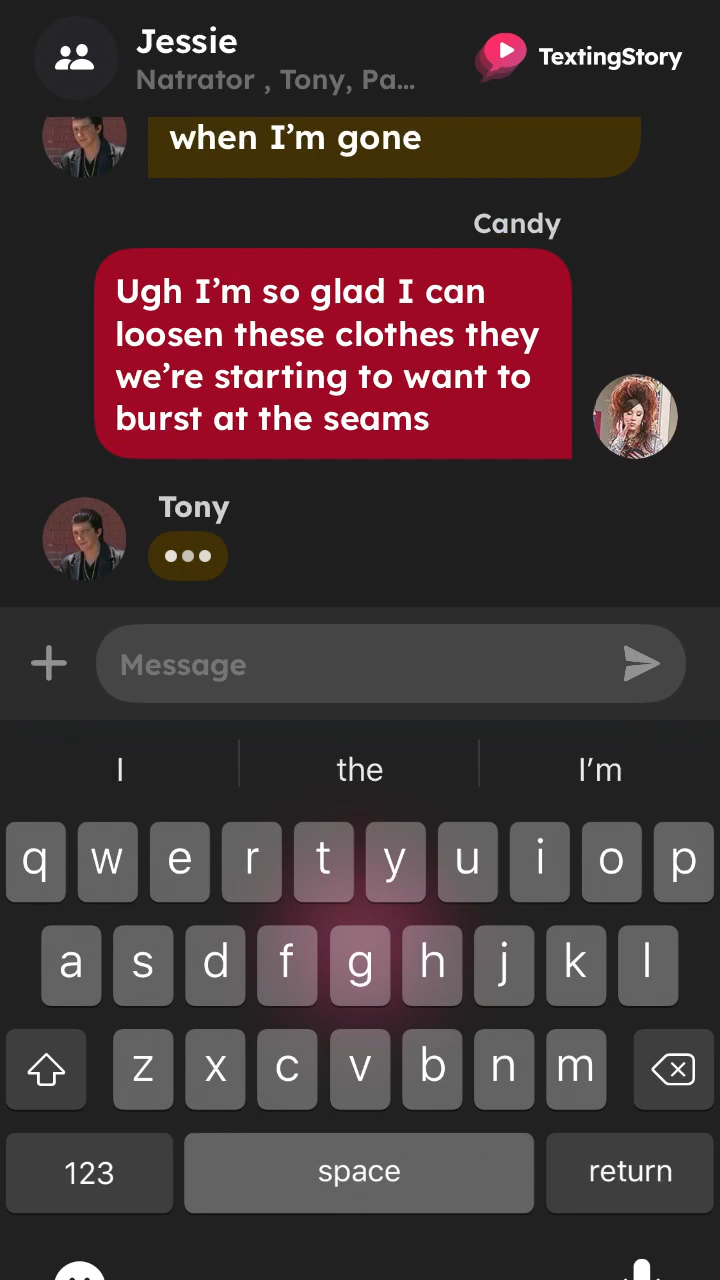 Jessie
Natrator , Tony, Pa...
TextingStory
when I’m gone
Candy
Ugh I’m so glad I can
loosen these clothes they
we’re starting to want to
burst at the seams
Tony
Message
I the I’m
q w e r t y u i o p
a s d f g h j k l
z x c v b n m
123 space return